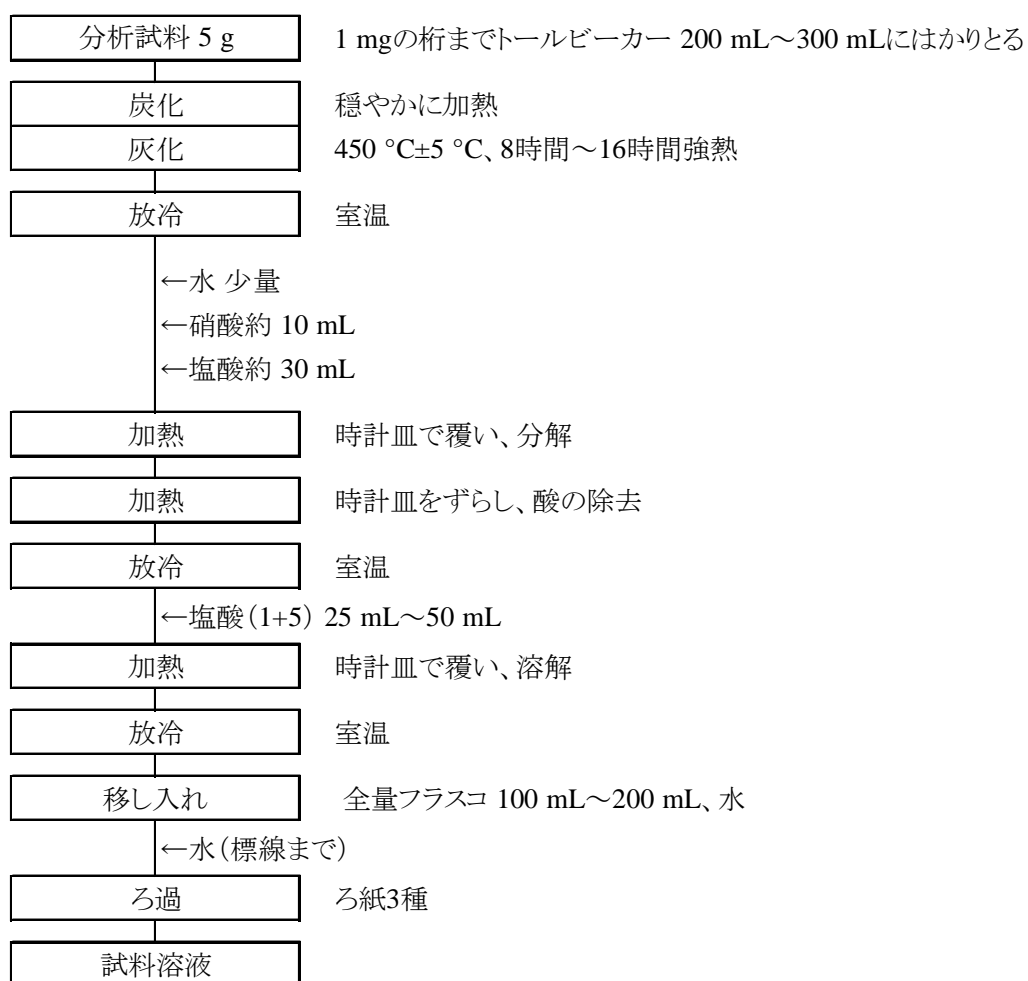 分析試料 5 g 1 mgの桁までトールビーカー 200 mL～300 mLにはかりとる
炭化 穏やかに加熱
灰化 450 °C±5 °C、8時間～16時間強熱
放冷 室温
←水 少量
←硝酸約 10 mL
←塩酸約 30 mL
加熱 時計皿で覆い、分解
加熱 時計皿をずらし、酸の除去
放冷 室温
←塩酸（1+5） 25 mL～50 mL
加熱 時計皿で覆い、溶解
放冷 室温
移し入れ 全量フラスコ 100 mL～200 mL、水
←水（標線まで）
ろ過 ろ紙3種
試料溶液